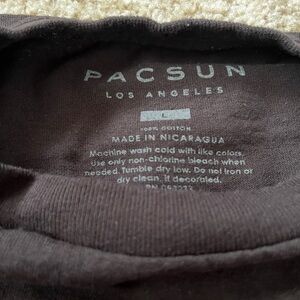 PACSUN
LOS ANGELES
L
100% COTTON
MADE IN NICARAGUA
Machine wash cold with like colors.
Use only non-chlorine bleach when
needed. Tumble dry low. Do not iron or
dry clean, if decorated.
RN